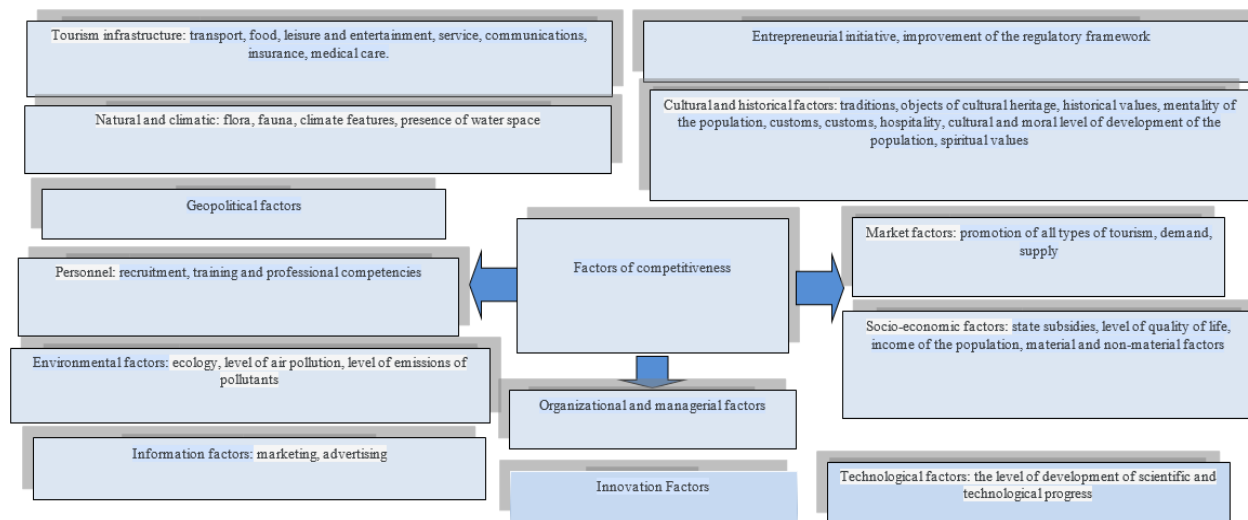 Tourism infrastructure: transport, food, leisure and entertainment, service, communications,
insurance, medical care.
Entrepreneurial initiative, improvement of the regulatory framework
Natural and climatic: flora, fauna, climate features, presence of water space
Cultural and historical factors: traditions, objects of cultural heritage, historical values, mentality of
the population, customs, customs, hospitality, cultural and moral level of development of the
population, spiritual values
Geopolitical factors
Market factors: promotion of all types of tourism, demand,
supply
Personnel: recruitment, training and professional competencies
Factors of competitiveness
Socio-economic factors: state subsidies, level of quality of life,
income of the population, material and non-material factors
Environmental factors: ecology, level of air pollution, level of emissions of
pollutants
Organizational and managerial factors
Information factors: marketing, advertising
Innovation Factors
Technological factors: the level of development of scientific and
technological progress